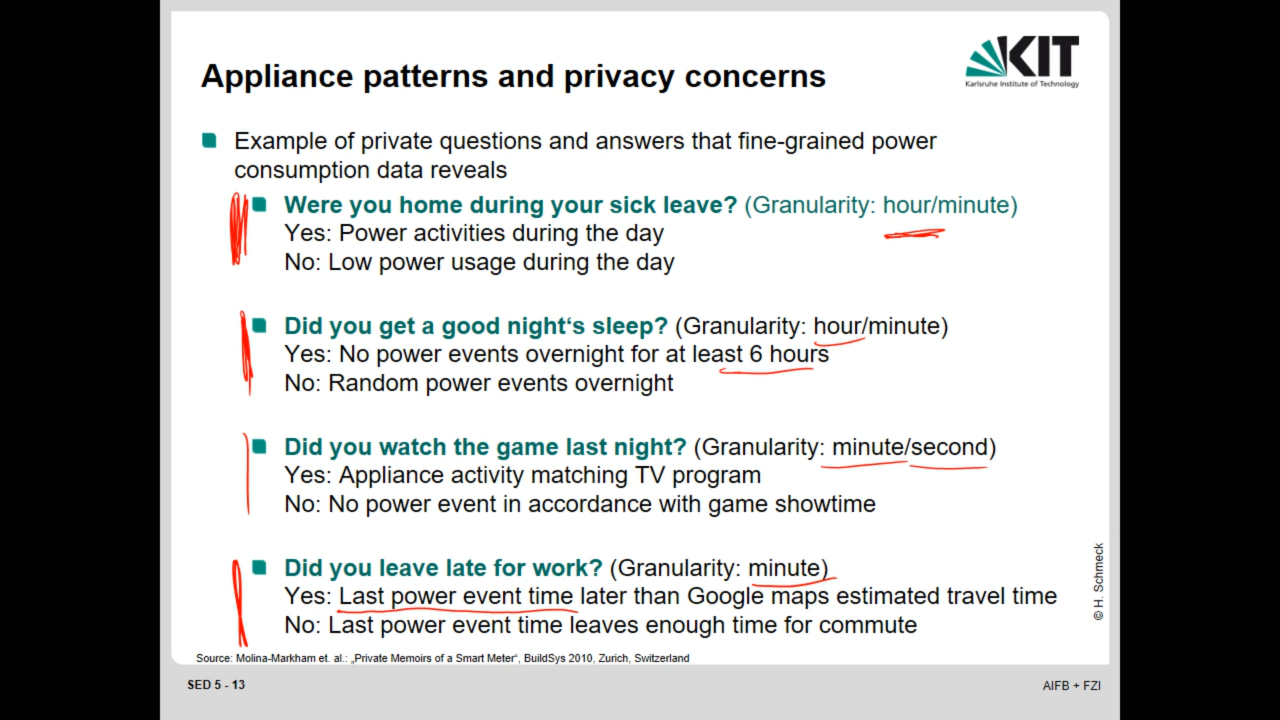 KIT
Karlsruhe Institute of Technology
Appliance patterns and privacy concerns
Example of private questions and answers that fine-grained power
consumption data reveals
Were you home during your sick leave? (Granularity: hour/minute)
Yes: Power activities during the day
No: Low power usage during the day
Did you get a good night‘s sleep? (Granularity: hour/minute)
Yes: No power events overnight for at least 6 hours
No: Random power events overnight
Did you watch the game last night? (Granularity: minute/second)
Yes: Appliance activity matching TV program
No: No power event in accordance with game showtime
Did you leave late for work? (Granularity: minute)
Yes: Last power event time later than Google maps estimated travel time
No: Last power event time leaves enough time for commute
© H. Schmeck
Source: Molina-Markham et. al.: „Private Memoirs of a Smart Meter“, BuildSys 2010, Zurich, Switzerland
SED 5 - 13
AIFB + FZI